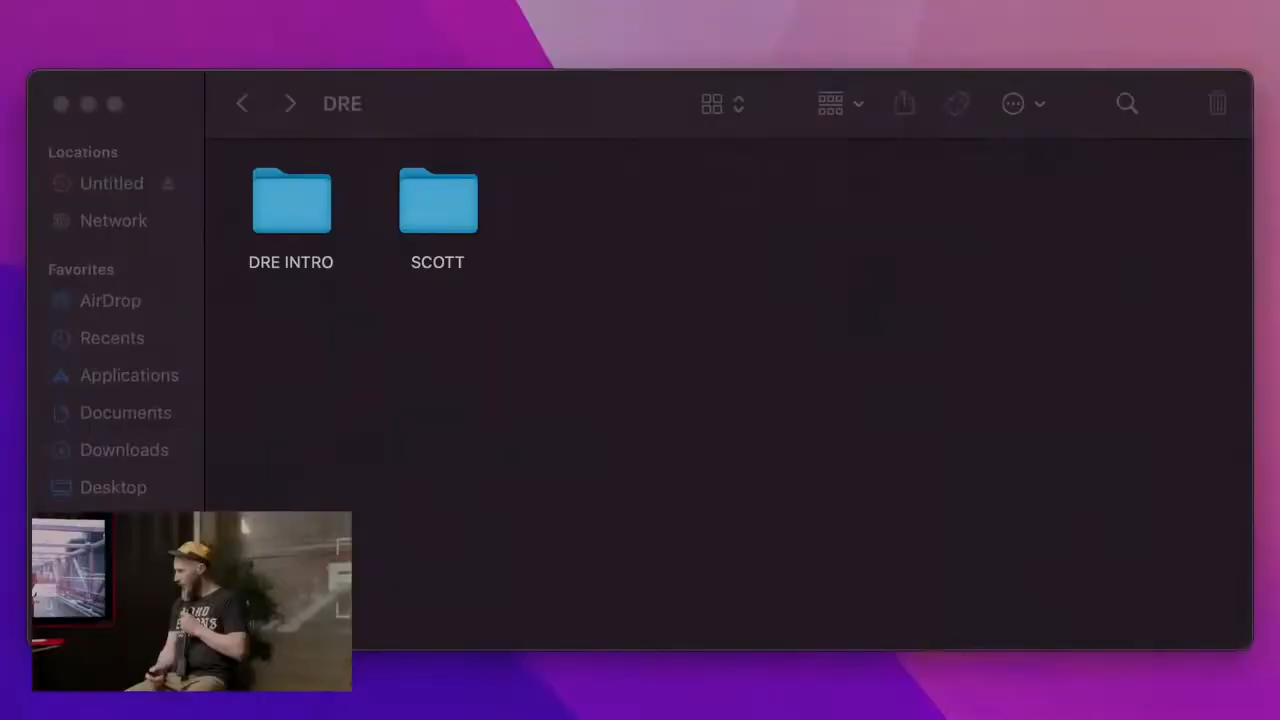 DRE
Locations
Untitled
Network
Favorites
AirDrop
Recents
Applications
Documents
Downloads
Desktop
DRE INTRO
SCOTT